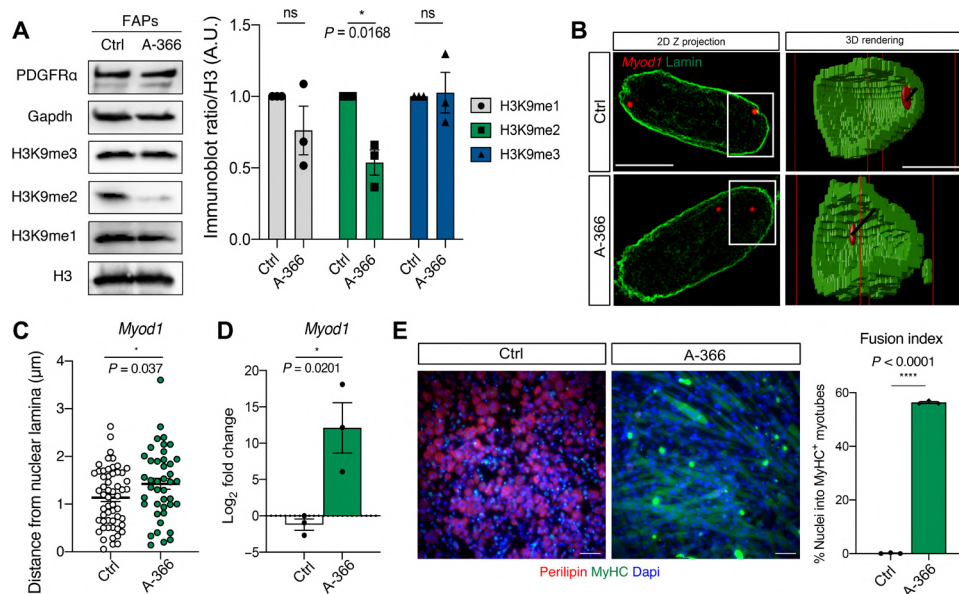 A
FAPs
Ctrl A-366
PDGFRα
Gapdh
H3K9me3
H3K9me2
H3K9me1
H3
Immunoblot ratio/H3 (A.U.)
ns
*
P = 0.0168
ns
1.5
1.0
0.5
0.0
Ctrl
A-366
Ctrl
A-366
Ctrl
A-366
H3K9me1
H3K9me2
H3K9me3
B
2D Z projection
3D rendering
Myod1 Lamin
Ctrl
A-366
C
Myod1
*
P = 0.037
Distance from nuclear lamina (μm)
4
3
2
1
0
Ctrl
A-366
D
Myod1
*
P = 0.0201
Log2 fold change
20
15
10
5
0
−5
Ctrl
A-366
E
Ctrl
A-366
Perilipin MyHC Dapi
Fusion index
P < 0.0001
****
% Nuclei into MyHC+ myotubes
60
40
20
0
Ctrl
A-366